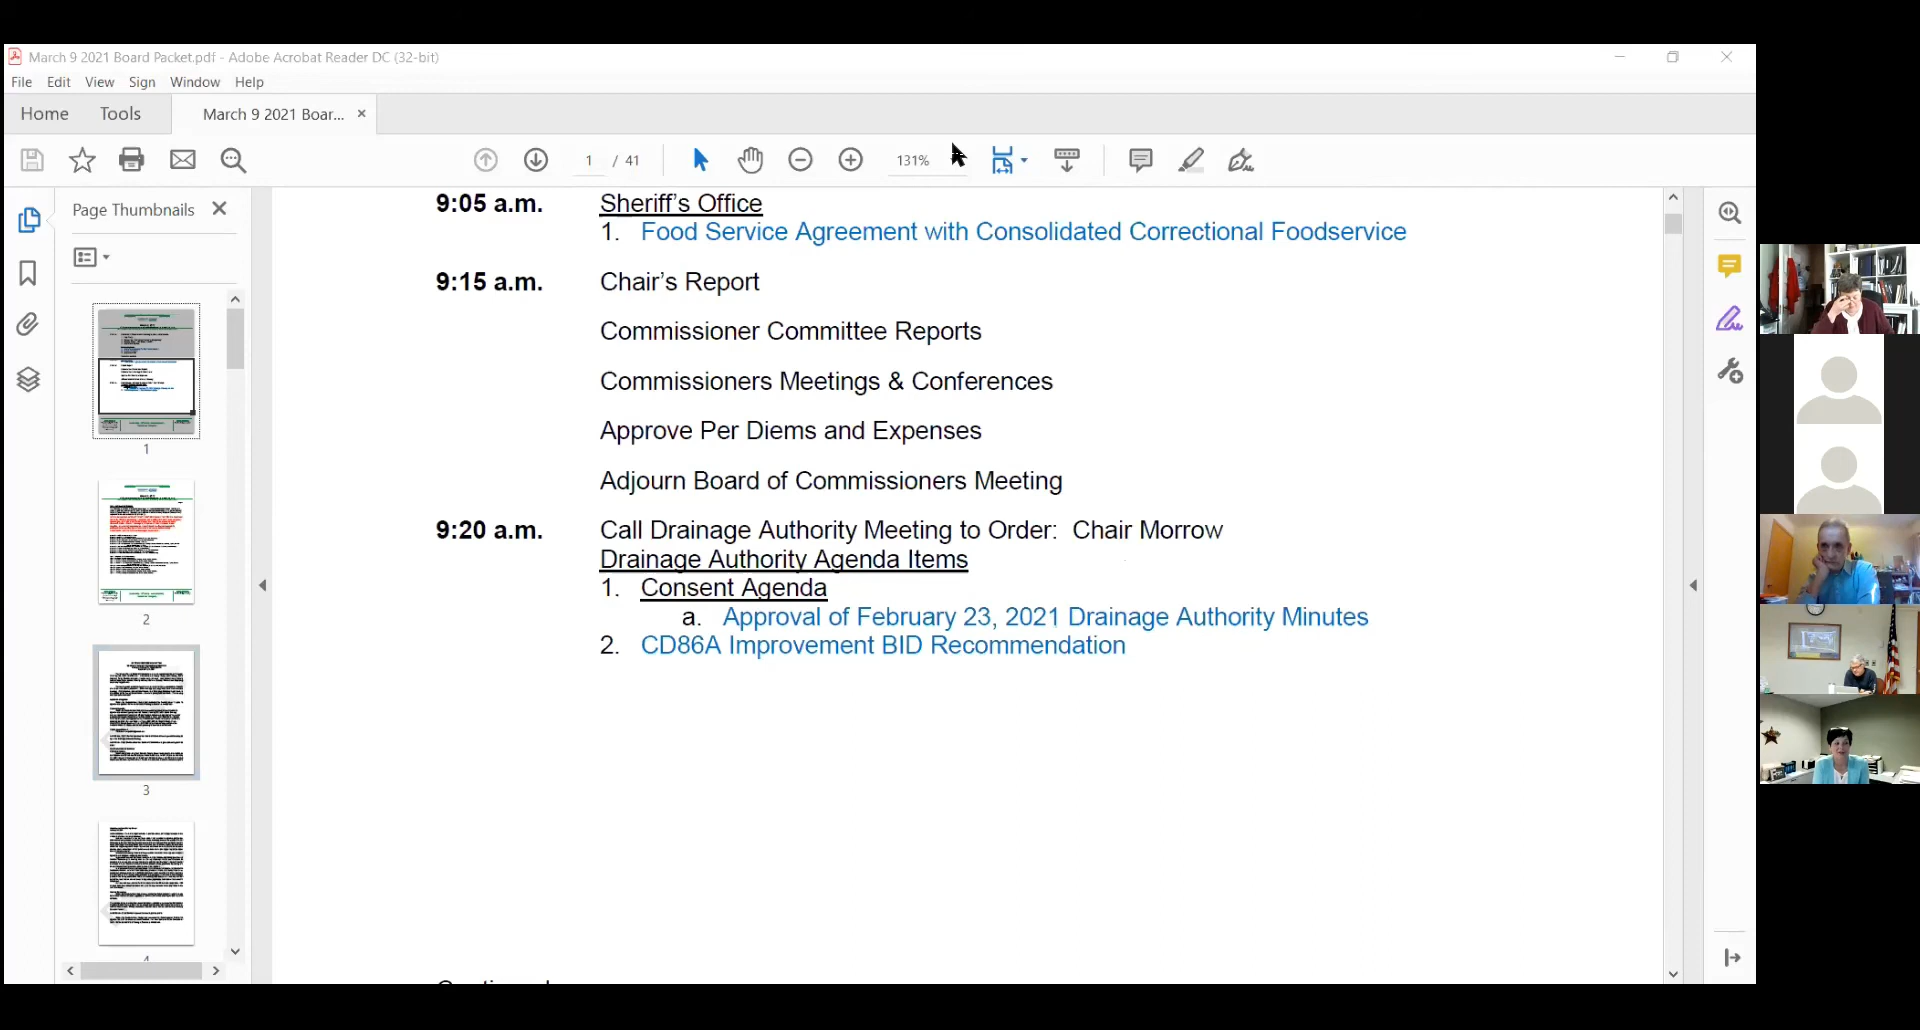 March 9 2021 Board Packet.pdf - Adobe Acrobat Reader DC (32-bit)
File Edit View Sign Window Help
Home Tools March 9 2021 Boar...
1 / 41 131%
Page Thumbnails
1
2
3
4
9:05 a.m. Sheriff's Office
1. Food Service Agreement with Consolidated Correctional Foodservice
9:15 a.m. Chair's Report
Commissioner Committee Reports
Commissioners Meetings & Conferences
Approve Per Diems and Expenses
Adjourn Board of Commissioners Meeting
9:20 a.m. Call Drainage Authority Meeting to Order: Chair Morrow
Drainage Authority Agenda Items
1. Consent Agenda
a. Approval of February 23, 2021 Drainage Authority Minutes
2. CD86A Improvement BID Recommendation